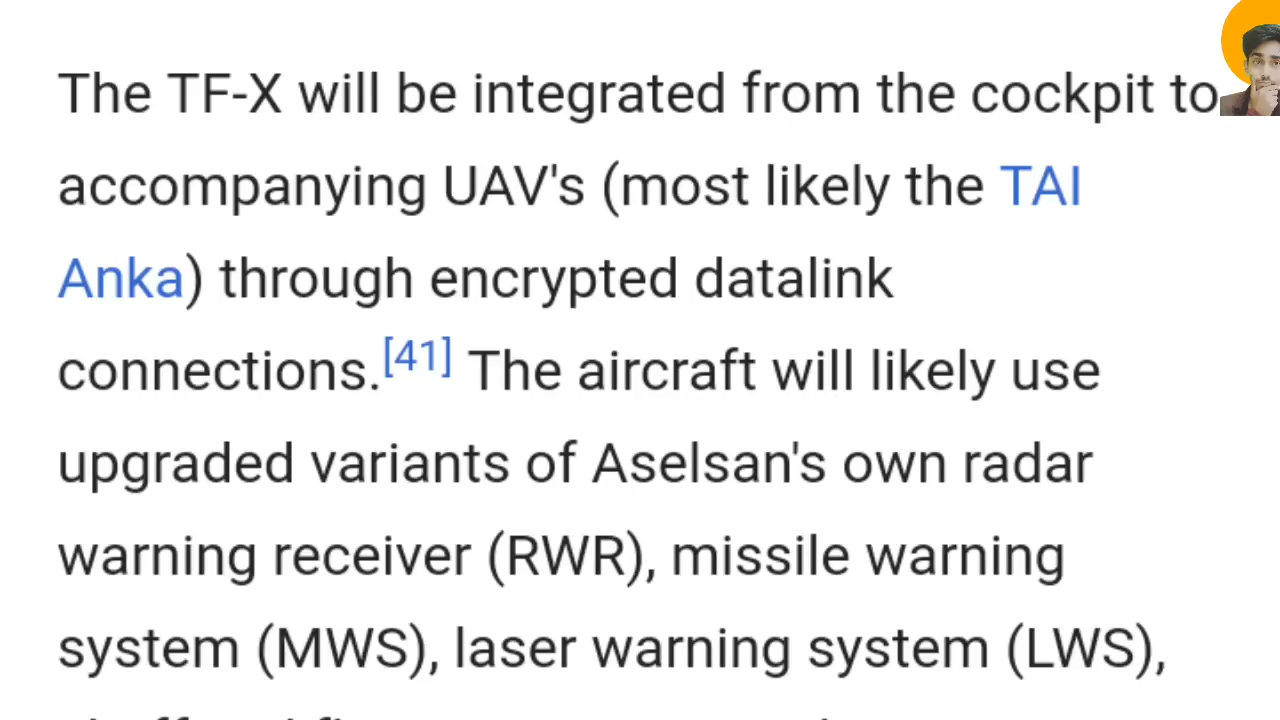 The TF-X will be integrated from the cockpit to
accompanying UAV's (most likely the TAI
Anka) through encrypted datalink
connections.[41] The aircraft will likely use
upgraded variants of Aselsan's own radar
warning receiver (RWR), missile warning
system (MWS), laser warning system (LWS),